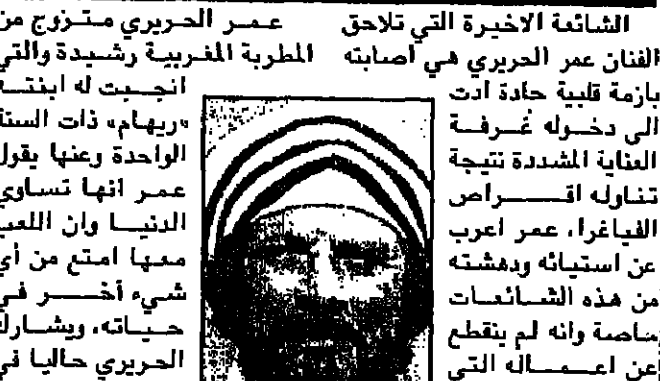 الشائعة الاخيرة التي تلاحق
الفنان عمر الحريري هي اصابته
بازمة قلبية حادة ادت
الى دخوله غرفة
العناية المشددة نتيجة
تناوله اقراص
الفياغرا، عمر اعرب
عن استيائه ودهشته
من هذه الشائعات
خاصة وانه لم ينقطع
عن اعماله التي
عمر الحريري متزوج من
المطربة المغربية رشيدة والتي
انجبت له ابنته
«ريهام» ذات السنة
الواحدة وعنها يقول
عمر انها تساوي
الدنيا وان اللعب
معها امتع من أي
شيء أخر في
حياته، ويشارك
الحريري حاليا في